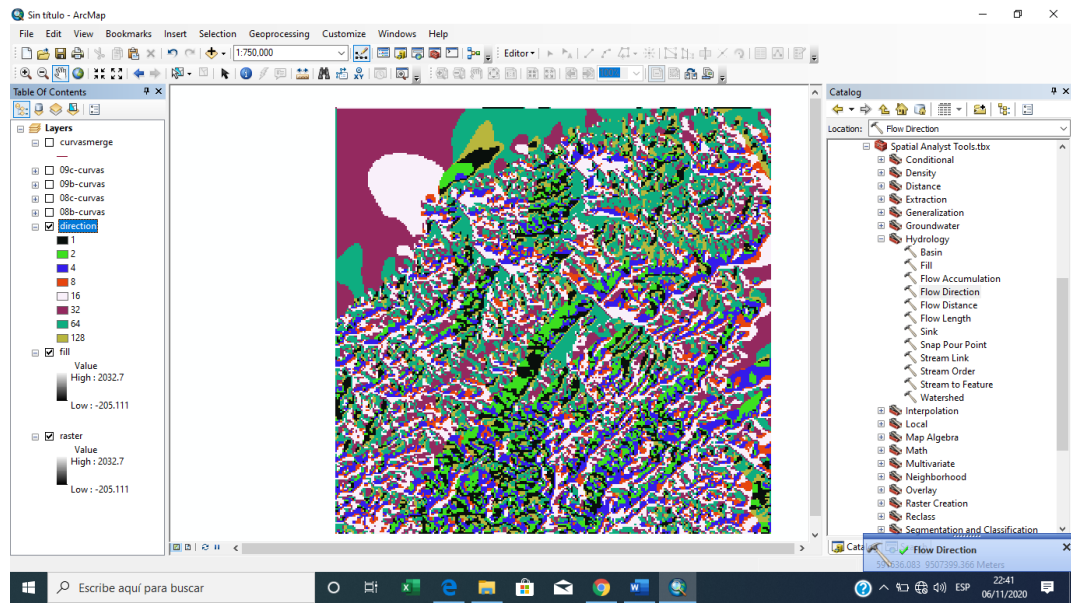 Sin título - ArcMap
File Edit View Bookmarks Insert Selection Geoprocessing Customize Windows Help
1:750,000
Editor
Table Of Contents
Layers
curvasmerge
09c-curvas
09b-curvas
08c-curvas
08b-curvas
direction
1
2
4
8
16
32
64
128
fill
Value
High : 2032.7
Low : -205.111
raster
Value
High : 2032.7
Low : -205.111
Catalog
Location: Flow Direction
Spatial Analyst Tools.tbx
Conditional
Density
Distance
Extraction
Generalization
Groundwater
Hydrology
Basin
Fill
Flow Accumulation
Flow Direction
Flow Distance
Flow Length
Sink
Snap Pour Point
Stream Link
Stream Order
Stream to Feature
Watershed
Interpolation
Local
Map Algebra
Math
Multivariate
Neighborhood
Overlay
Raster Creation
Reclass
Segmentation and Classification
Cata
Flow Direction
9507399.366 Meters
Escribe aquí para buscar
ESP
22:41
06/11/2020